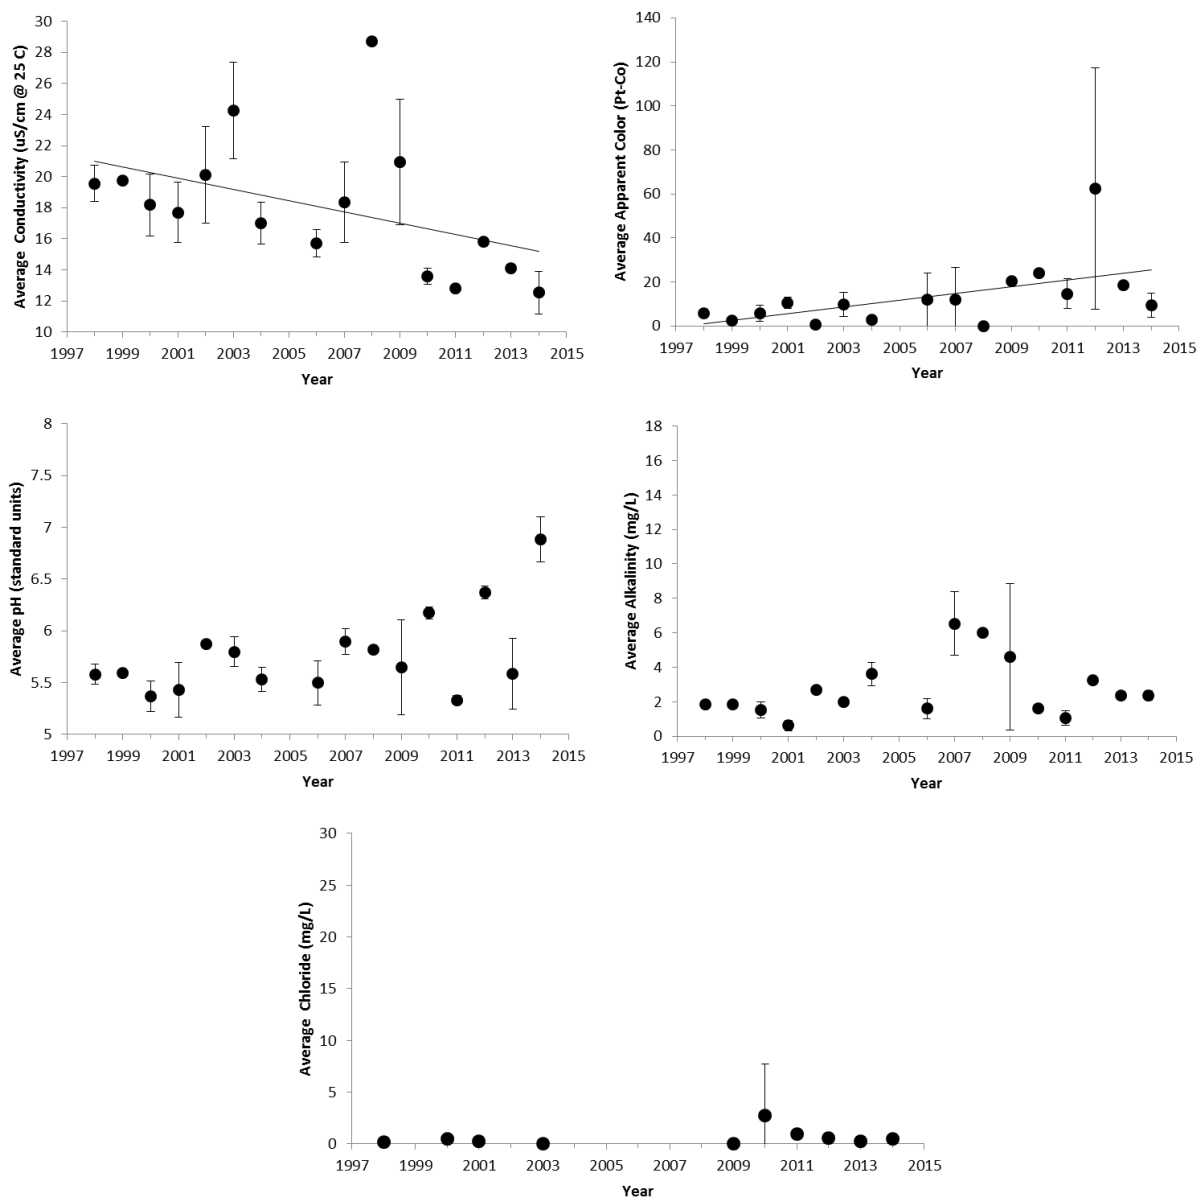 Average Conductivity (uS/cm @ 25 C)
30
28
26
24
22
20
18
16
14
12
10
1997 1999 2001 2003 2005 2007 2009 2011 2013 2015
Year
Average Apparent Color (Pt-Co)
140
120
100
80
60
40
20
0
1997 1999 2001 2003 2005 2007 2009 2011 2013 2015
Year
Average pH (standard units)
8
7.5
7
6.5
6
5.5
5
1997 1999 2001 2003 2005 2007 2009 2011 2013 2015
Year
Average Alkalinity (mg/L)
18
16
14
12
10
8
6
4
2
0
1997 1999 2001 2003 2005 2007 2009 2011 2013 2015
Year
Average Chloride (mg/L)
30
25
20
15
10
5
0
1997 1999 2001 2003 2005 2007 2009 2011 2013 2015
Year